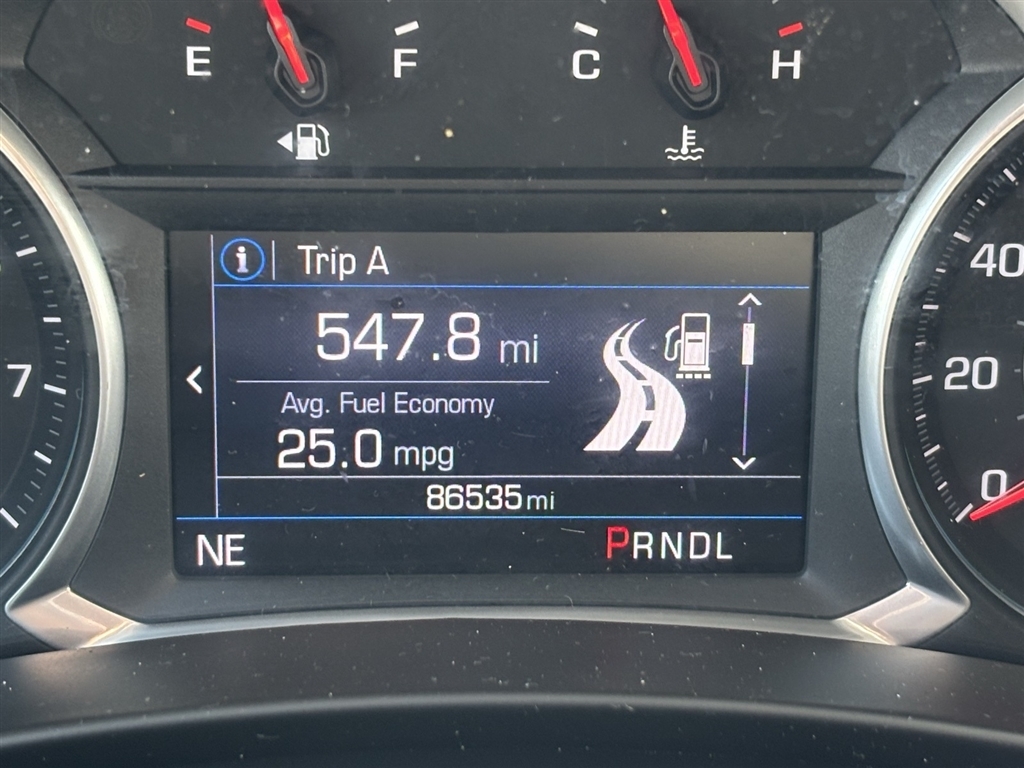 E F C H
i Trip A
547.8 mi
Avg. Fuel Economy
25.0 mpg
86535 mi
NE PRNDL
7
40
20
0